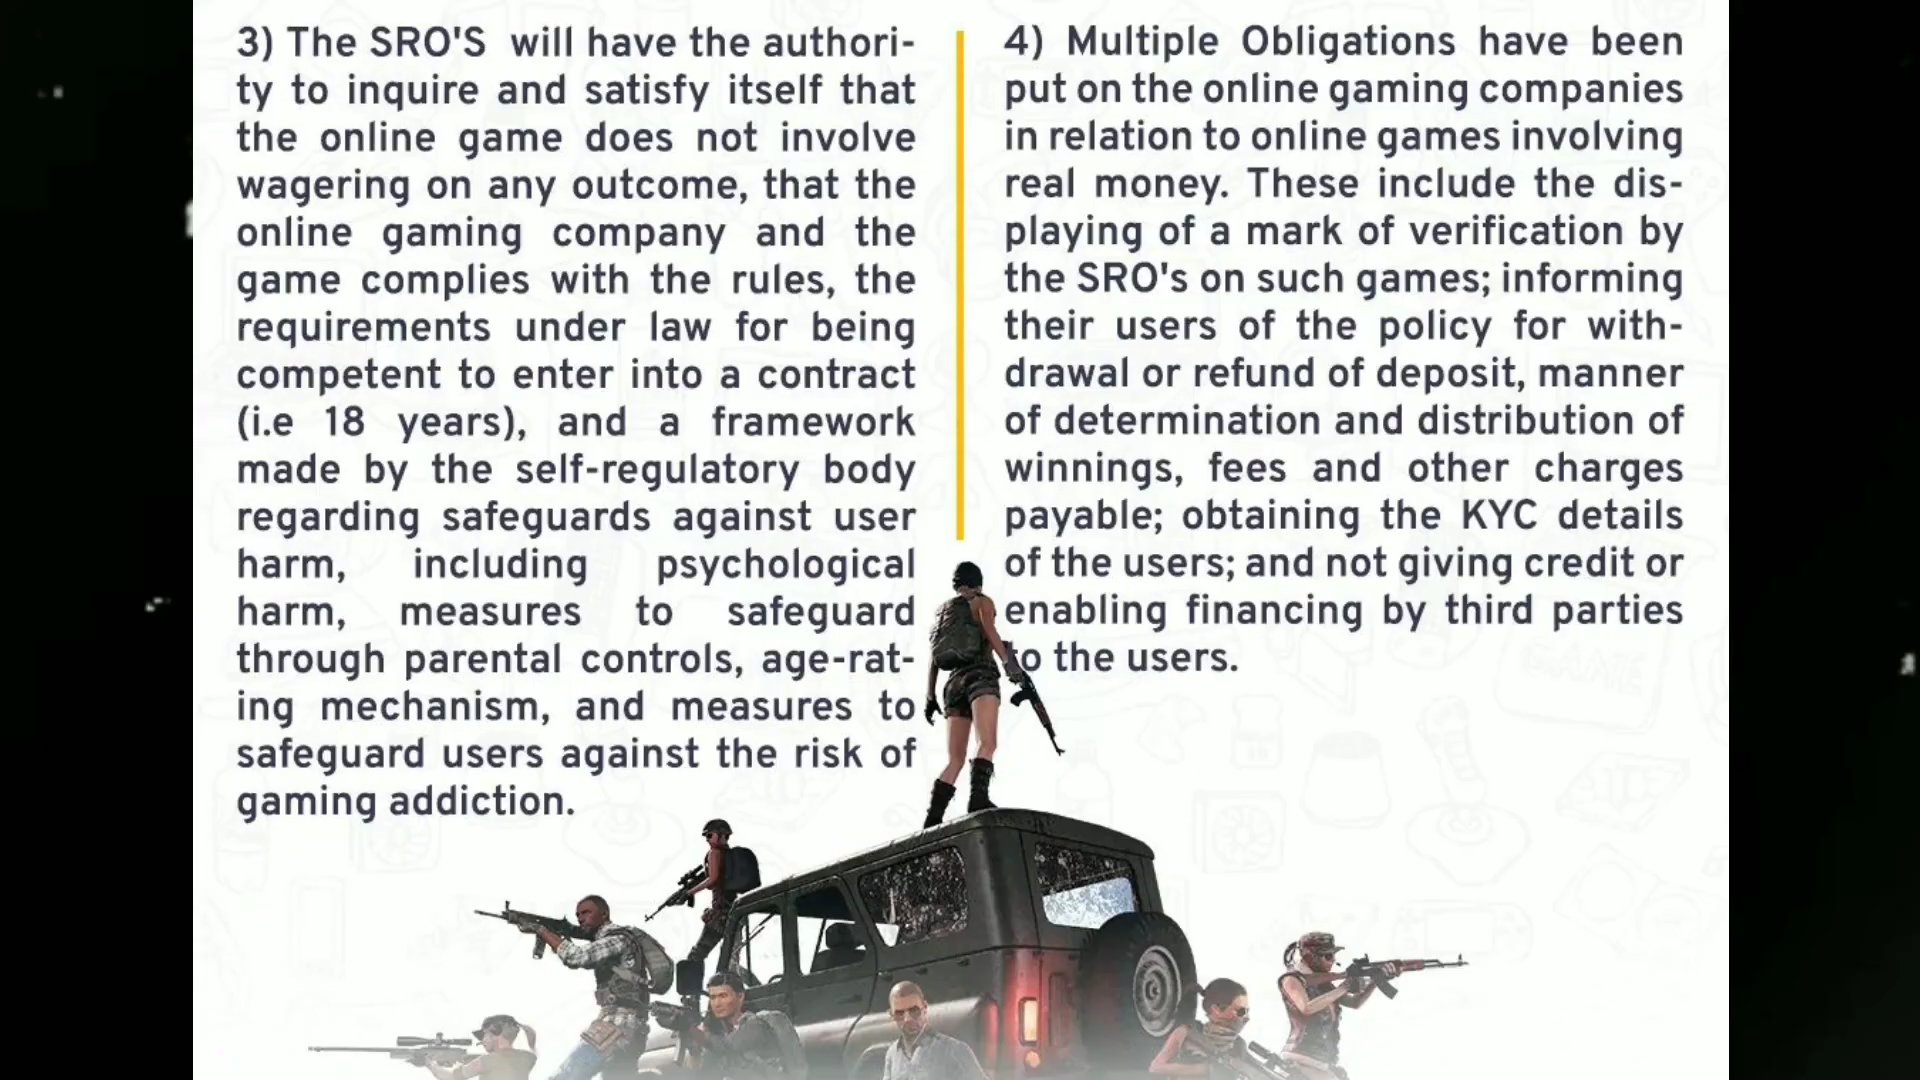 3) The SRO'S will have the authori-
ty to inquire and satisfy itself that
the online game does not involve
wagering on any outcome, that the
online gaming company and the
game complies with the rules, the
requirements under law for being
competent to enter into a contract
(i.e 18 years), and a framework
made by the self-regulatory body
regarding safeguards against user
harm, including psychological
harm, measures to safeguard
through parental controls, age-rat-
ing mechanism, and measures to
safeguard users against the risk of
gaming addiction.
4) Multiple Obligations have been
put on the online gaming companies
in relation to online games involving
real money. These include the dis-
playing of a mark of verification by
the SRO's on such games; informing
their users of the policy for with-
drawal or refund of deposit, manner
of determination and distribution of
winnings, fees and other charges
payable; obtaining the KYC details
of the users; and not giving credit or
enabling financing by third parties
to the users.
GAME